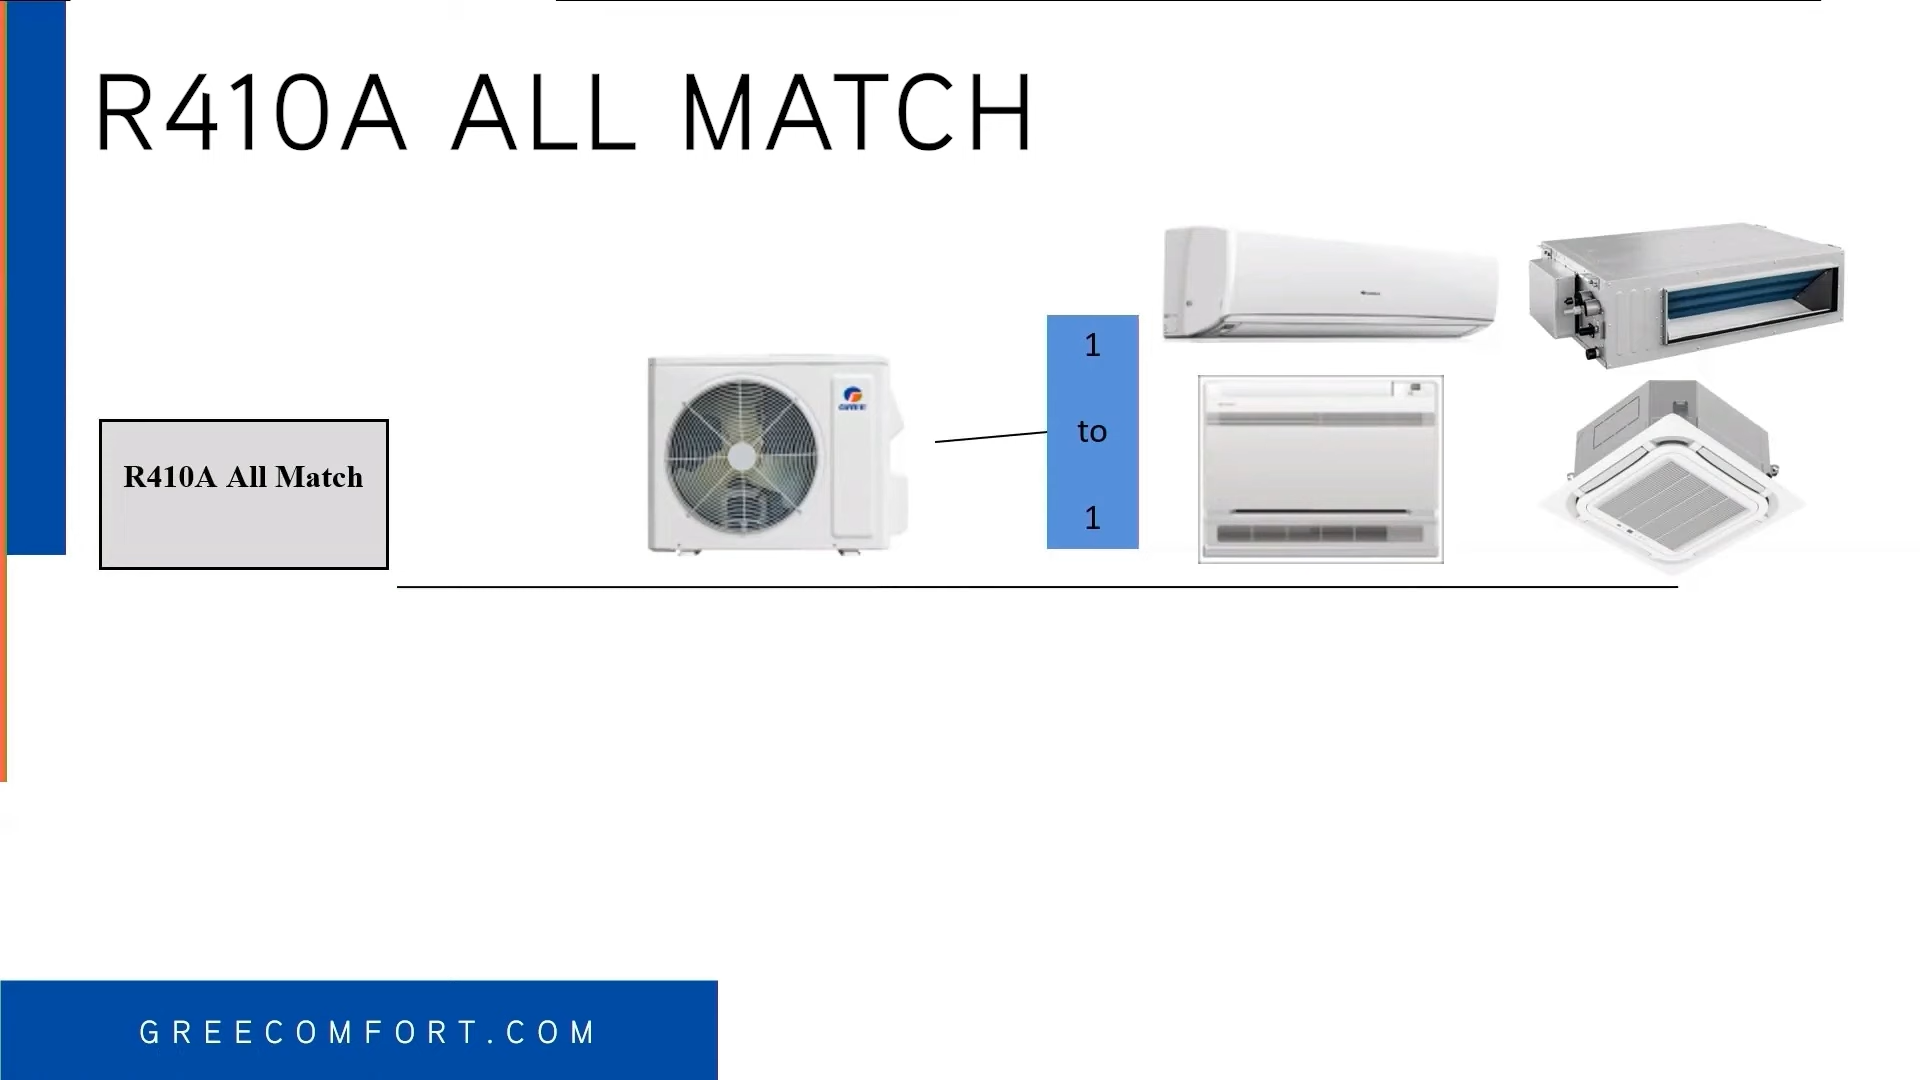 R410A ALL MATCH
R410A All Match
1
to
1
GREECOMFORT.COM